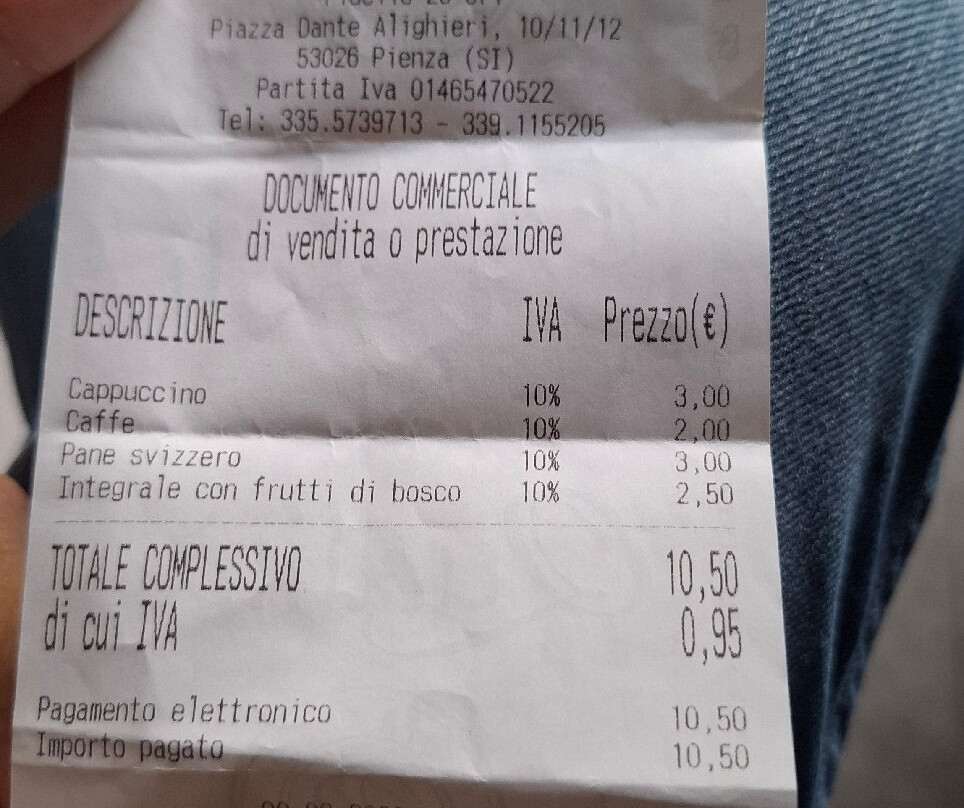 Piazza Dante Alighieri, 10/11/12
53026 Pienza (SI)
Partita Iva 01465470522
Tel: 335.5739713 - 339.1155205
DOCUMENTO COMMERCIALE
di vendita o prestazione
DESCRIZIONE IVA Prezzo(€)
Cappuccino 10% 3,00
Caffe 10% 2,00
Pane svizzero 10% 3,00
Integrale con frutti di bosco 10% 2,50
TOTALE COMPLESSIVO 10,50
di cui IVA 0,95
Pagamento elettronico 10,50
Importo pagato 10,50